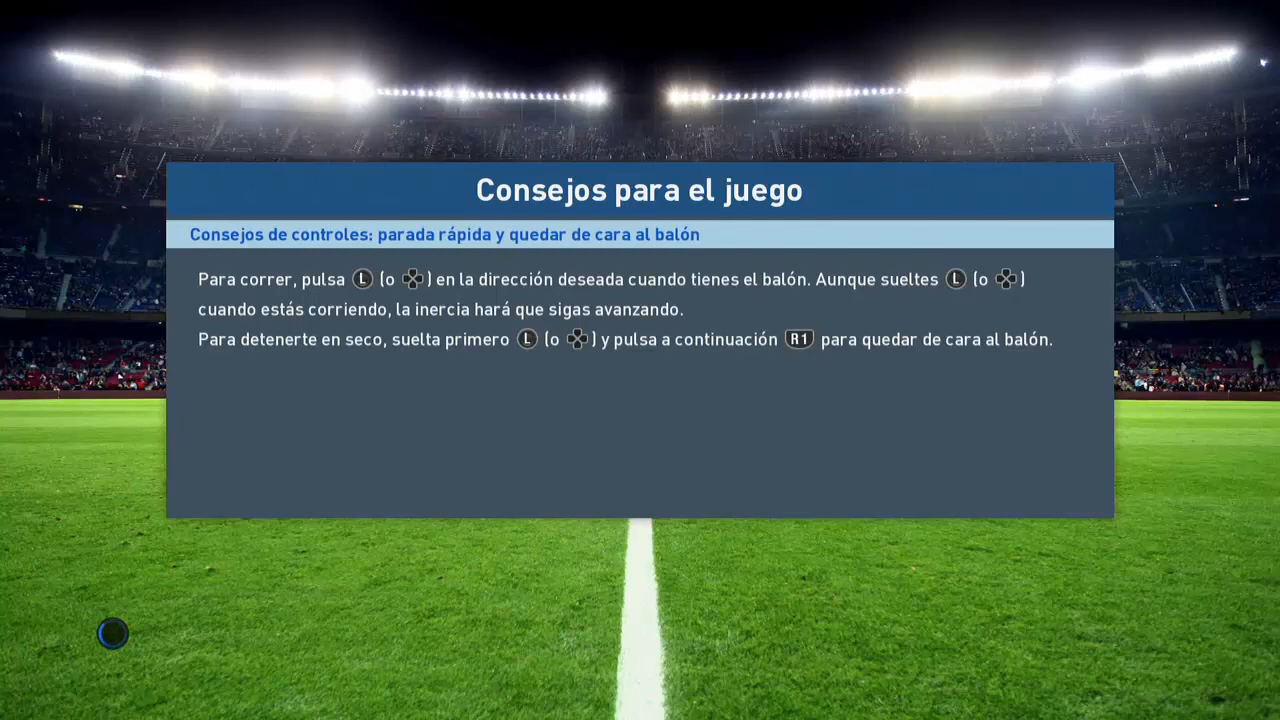 Consejos para el juego
Consejos de controles: parada rápida y quedar de cara al balón
Para correr, pulsa L (o ) en la dirección deseada cuando tienes el balón. Aunque sueltes L (o )
cuando estás corriendo, la inercia hará que sigas avanzando.
Para detenerte en seco, suelta primero L (o ) y pulsa a continuación R1 para quedar de cara al balón.